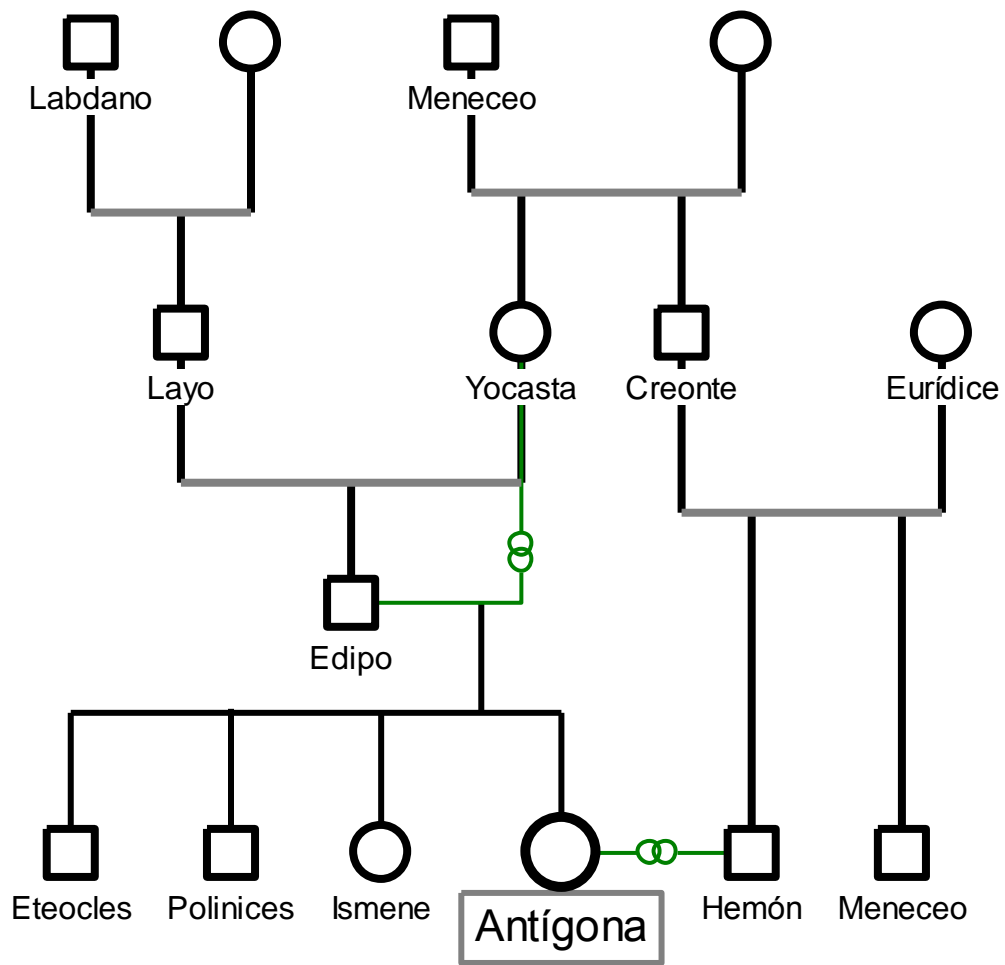 Labdano
Meneceo
Layo
Yocasta
Creonte
Eurídice
Edipo
Eteocles
Polinices
Ismene
Antígona
Hemón
Meneceo